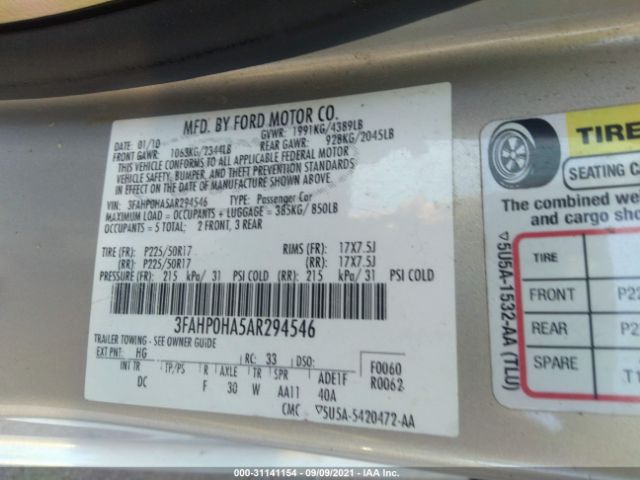 MFD. BY FORD MOTOR CO.
DATE: 01/10 GVWR: 1991KG/4389LB
FRONT GAWR: 1063KG/2344LB REAR GAWR: 928KG/2045LB
THIS VEHICLE CONFORMS TO ALL APPLICABLE FEDERAL MOTOR
VEHICLE SAFETY, BUMPER, AND THEFT PREVENTION STANDARDS
IN EFFECT ON THE DATE OF MANUFACTURE SHOWN ABOVE.
VIN: 3FAHP0HA5AR294546 TYPE: Passenger Car
MAXIMUM LOAD = OCCUPANTS + LUGGAGE = 385KG/850LB
OCCUPANTS = 5 TOTAL: 2 FRONT, 3 REAR
TIRE (FR): P225/50R17 RIMS (FR): 17X7.5J
(RR): P225/50R17 (RR): 17X7.5J
PRESSURE (FR): 215 kPa/ 31 PSI COLD (RR): 215 kPa/ 31 PSI COLD
3FAHP0HA5AR294546
TRAILER TOWING - SEE OWNER GUIDE
EXT PNT: HG RC: 33 DSO: F0060
INT TR TP/PS R AXLE TR SPR R0062
DC F 30 W AA11 ADE1F
40A
CMC ▽5U5A-5420472-AA
TIRE
SEATING
The combined
and cargo
▽5U5A-1532-AA (TLU)
TIRE
FRONT
REAR
SPARE
000-31141154 - 09/09/2021 - IAA Inc.